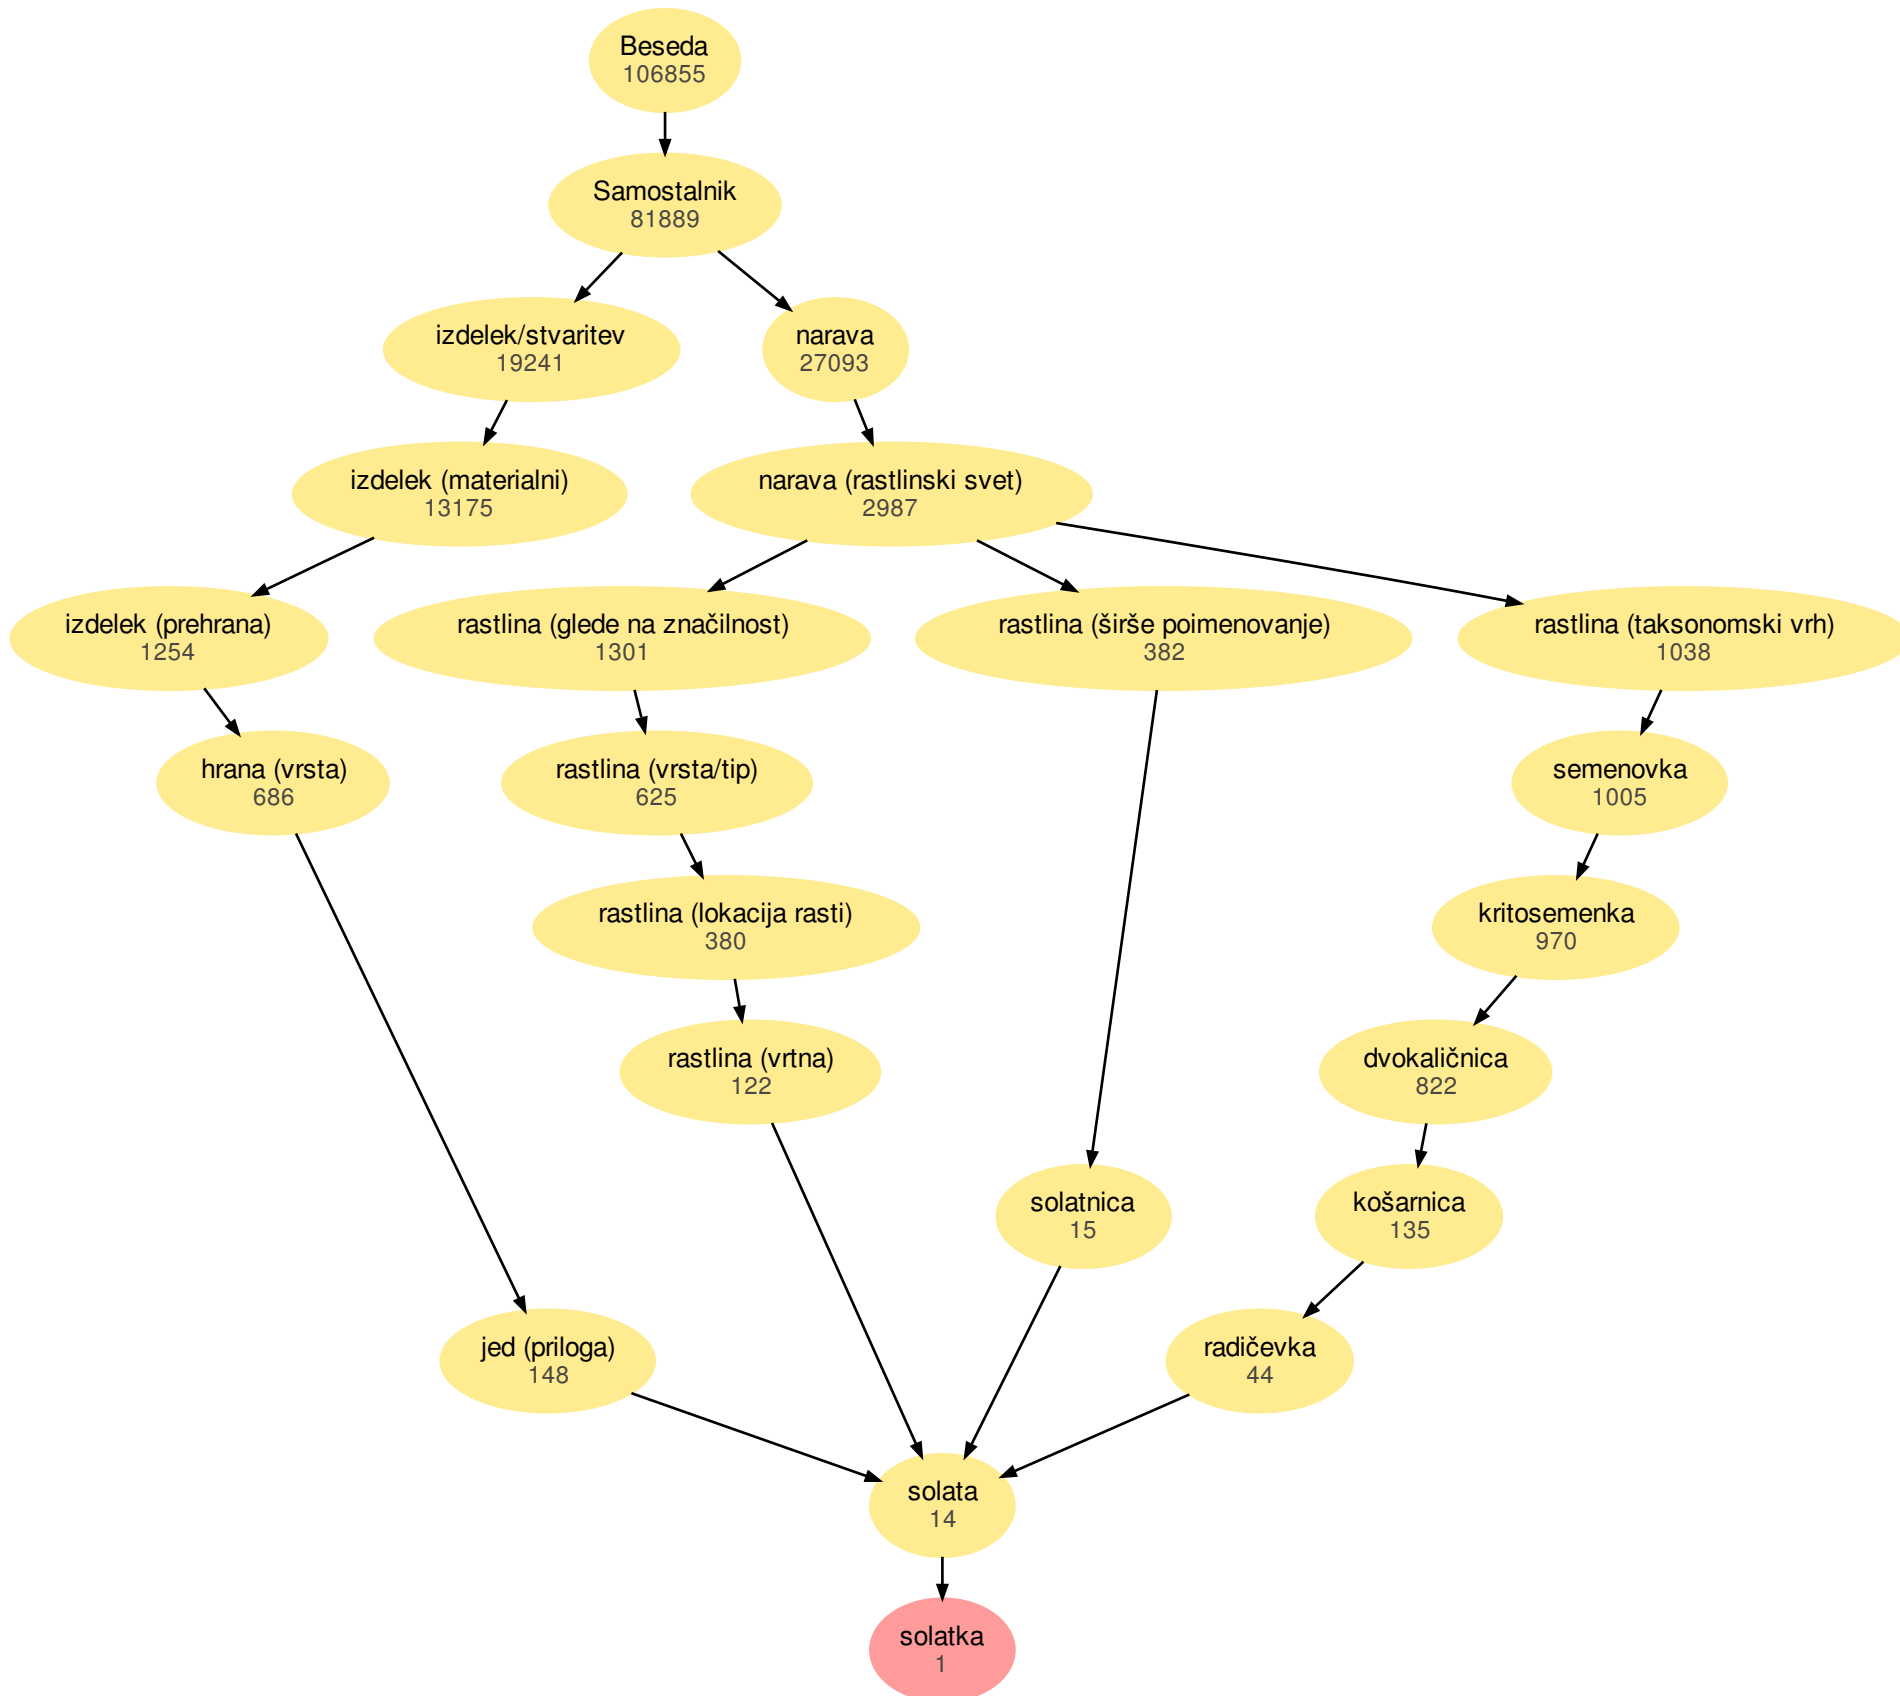 Beseda
106855
Samostalnik
81889
izdelek/stvaritev
19241
narava
27093
izdelek (materialni)
13175
narava (rastlinski svet)
2987
izdelek (prehrana)
1254
rastlina (glede na značilnost)
1301
rastlina (širše poimenovanje)
382
rastlina (taksonomski vrh)
1038
hrana (vrsta)
686
rastlina (vrsta/tip)
625
semenovka
1005
rastlina (lokacija rasti)
380
kritosemenka
970
rastlina (vrtna)
122
dvokaličnica
822
solatnica
15
košarnica
135
jed (priloga)
148
radičevka
44
solata
14
solatka
1